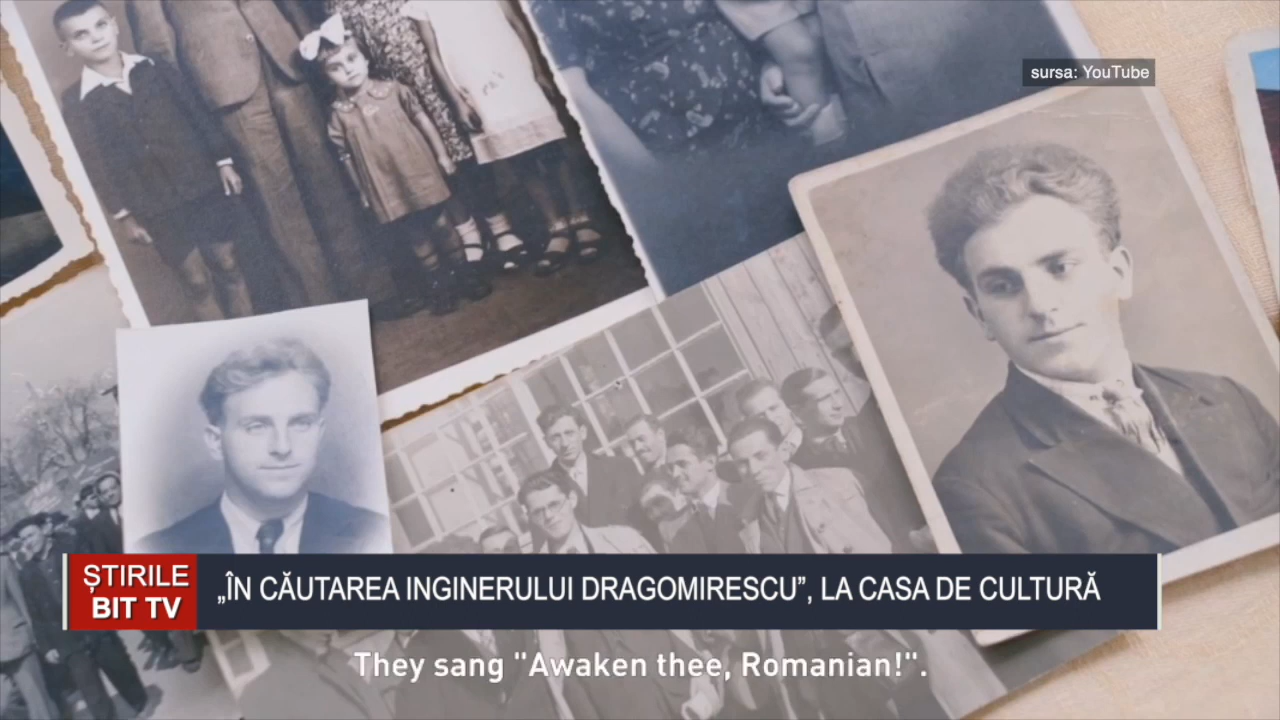 sursa: YouTube
ȘTIRILE
BIT TV
„ÎN CĂUTAREA INGINERULUI DRAGOMIRESCU”, LA CASA DE CULTURĂ
They sang "Awaken thee, Romanian!".